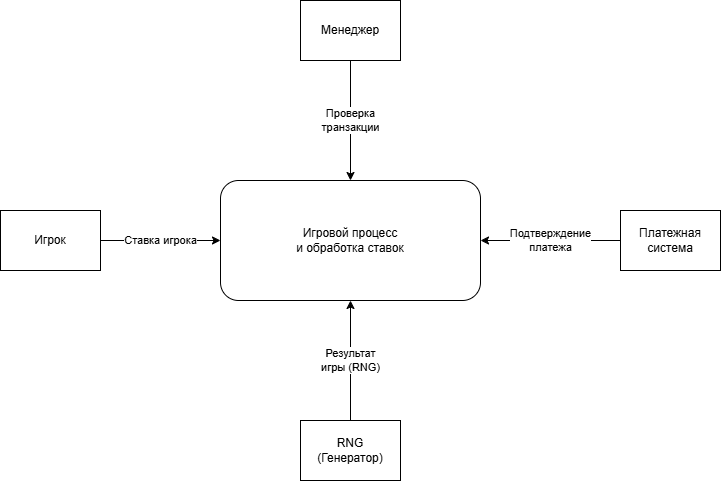 Менеджер
Проверка
транзакции
Игровой процесс
и обработка ставок
Игрок
Ставка игрока
Подтверждение
платежа
Платежная
система
Результат
игры (RNG)
RNG
(Генератор)